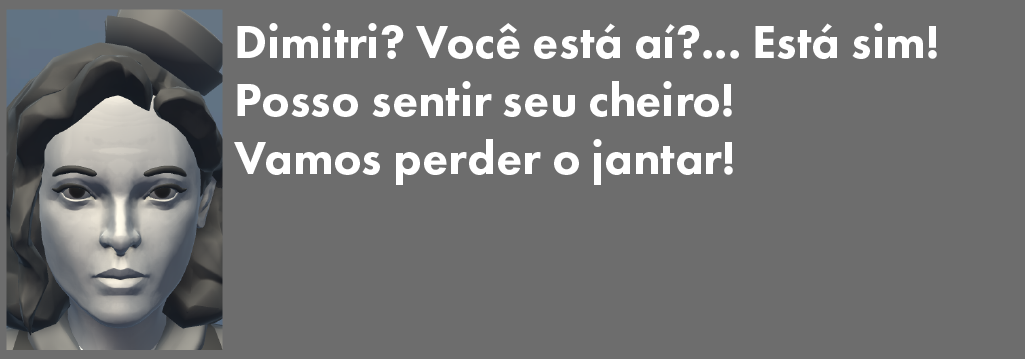 Dimitri? Você está aí?... Está sim!
Posso sentir seu cheiro!
Vamos perder o jantar!